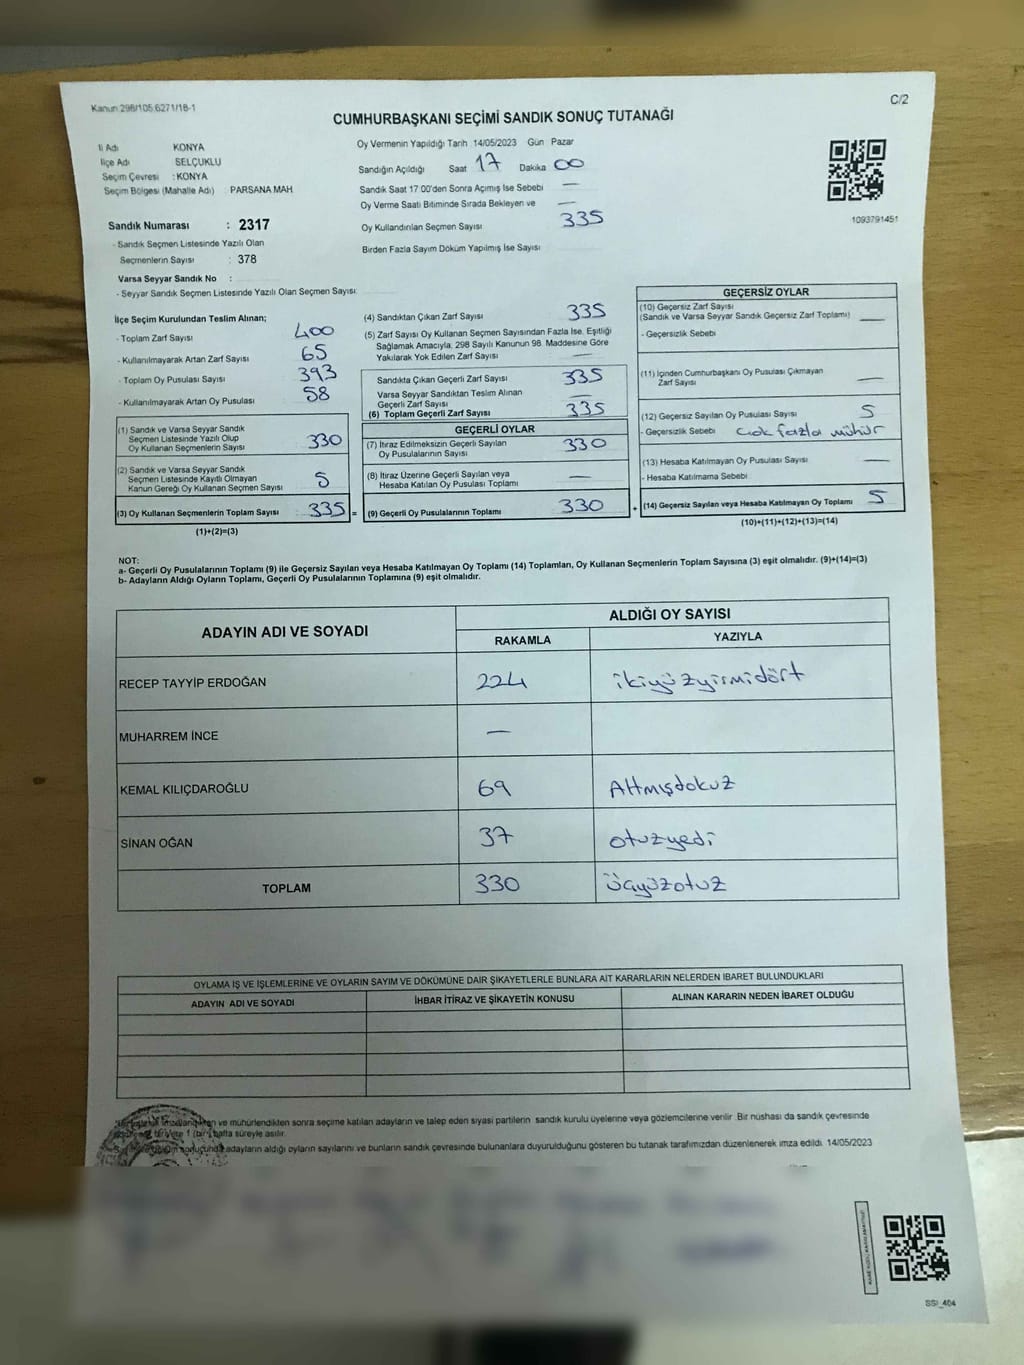 Kanun 298/105,6271/18-1
C/2
CUMHURBAŞKANI SEÇİMİ SANDIK SONUÇ TUTANAĞI
İl Adı KONYA
İlçe Adı SELÇUKLU
Seçim Çevresi : KONYA
Seçim Bölgesi (Mahalle Adı) : PARSANA MAH
Sandık Numarası : 2317
- Sandık Seçmen Listesinde Yazılı Olan
Seçmenlerin Sayısı : 378
Varsa Seyyar Sandık No :
- Seyyar Sandık Seçmen Listesinde Yazılı Olan Seçmen Sayısı:
Oy Vermenin Yapıldığı Tarih 14/05/2023 Gün Pazar
Sandığın Açıldığı Saat 17 Dakika 00
Sandık Saat 17:00'den Sonra Açımış İse Sebebi —
Oy Verme Saati Bitiminde Sırada Bekleyen ve —
Oy Kullandırılan Seçmen Sayısı 335
Birden Fazla Sayım Döküm Yapılmış İse Sayısı
1093791451
İlçe Seçim Kurulundan Teslim Alınan;
- Toplam Zarf Sayısı 400
- Kullanılmayarak Artan Zarf Sayısı 65
- Toplam Oy Pusulası Sayısı 393
- Kullanılmayarak Artan Oy Pusulası 58
(1) Sandık ve Varsa Seyyar Sandık
Seçmen Listesinde Yazılı Olup
Oy Kullanan Seçmenlerin Sayısı 330
(2) Sandık ve Varsa Seyyar Sandık
Seçmen Listesinde Kayıtlı Olmayan
Kanun Gereği Oy Kullanan Seçmen Sayısı 5
(3) Oy Kullanan Seçmenlerin Toplam Sayısı 335 =
(1)+(2)=(3)
(4) Sandıktan Çıkan Zarf Sayısı 335
(5) Zarf Sayısı Oy Kullanan Seçmen Sayısından Fazla İse, Eşitliği
Sağlamak Amacıyla, 298 Sayılı Kanunun 98. Maddesine Göre
Yakılarak Yok Edilen Zarf Sayısı —
Sandıkta Çıkan Geçerli Zarf Sayısı 335
Varsa Seyyar Sandıktan Teslim Alınan
Geçerli Zarf Sayısı —
(6) Toplam Geçerli Zarf Sayısı 335
GEÇERLİ OYLAR
(7) İtiraz Edilmeksizin Geçerli Sayılan
Oy Pusulalarının Sayısı 330
(8) İtiraz Üzerine Geçerli Sayılan veya
Hesaba Katılan Oy Pusulası Toplamı —
(9) Geçerli Oy Pusulalarının Toplamı 330 +
GEÇERSİZ OYLAR
(10) Geçersiz Zarf Sayısı
(Sandık ve Varsa Seyyar Sandık Geçersiz Zarf Toplamı) —
- Geçersizlik Sebebi
(11) İçinden Cumhurbaşkanı Oy Pusulası Çıkmayan
Zarf Sayısı —
(12) Geçersiz Sayılan Oy Pusulası Sayısı 5
- Geçersizlik Sebebi çok fazla mühür
(13) Hesaba Katılmayan Oy Pusulası Sayısı —
- Hesaba Katılmama Sebebi
(14) Geçersiz Sayılan veya Hesaba Katılmayan Oy Toplamı 5
(10)+(11)+(12)+(13)=(14)
NOT:
a- Geçerli Oy Pusulalarının Toplamı (9) ile Geçersiz Sayılan veya Hesaba Katılmayan Oy Toplamı (14) Toplamları, Oy Kullanan Seçmenlerin Toplam Sayısına (3) eşit olmalıdır. (9)+(14)=(3)
b- Adayların Aldığı Oyların Toplamı, Geçerli Oy Pusulalarının Toplamına (9) eşit olmalıdır.
ADAYIN ADI VE SOYADI
ALDIĞI OY SAYISI
RAKAMLA YAZIYLA
RECEP TAYYİP ERDOĞAN 224 ikiyüzyirmidört
MUHARREM İNCE —
KEMAL KILIÇDAROĞLU 69 Altmışdokuz
SİNAN OĞAN 37 otuzyedi
TOPLAM 330 üçyüzotuz
OYLAMA İŞ VE İŞLEMLERİNE VE OYLARIN SAYIM VE DÖKÜMÜNE DAİR ŞİKAYETLERLE BUNLARA AİT KARARLARIN NELERDEN İBARET BULUNDUKLARI
ADAYIN ADI VE SOYADI İHBAR İTİRAZ VE ŞİKAYETİN KONUSU ALINAN KARARIN NEDEN İBARET OLDUĞU
ve mühürlendikten sonra seçime katılan adayların ve talep eden siyasi partilerin sandık kurulu üyelerine veya gözlemcilerine verilir. Bir nüshası da sandık çevresinde
1 (bir) hafta süreyle asılır.
adayların aldığı oyların sayılarını ve bunların sandık çevresinde bulunanlara duyurulduğunu gösteren bu tutanak tarafımızdan düzenlenerek imza edildi. 14/05/2023
SSI_404